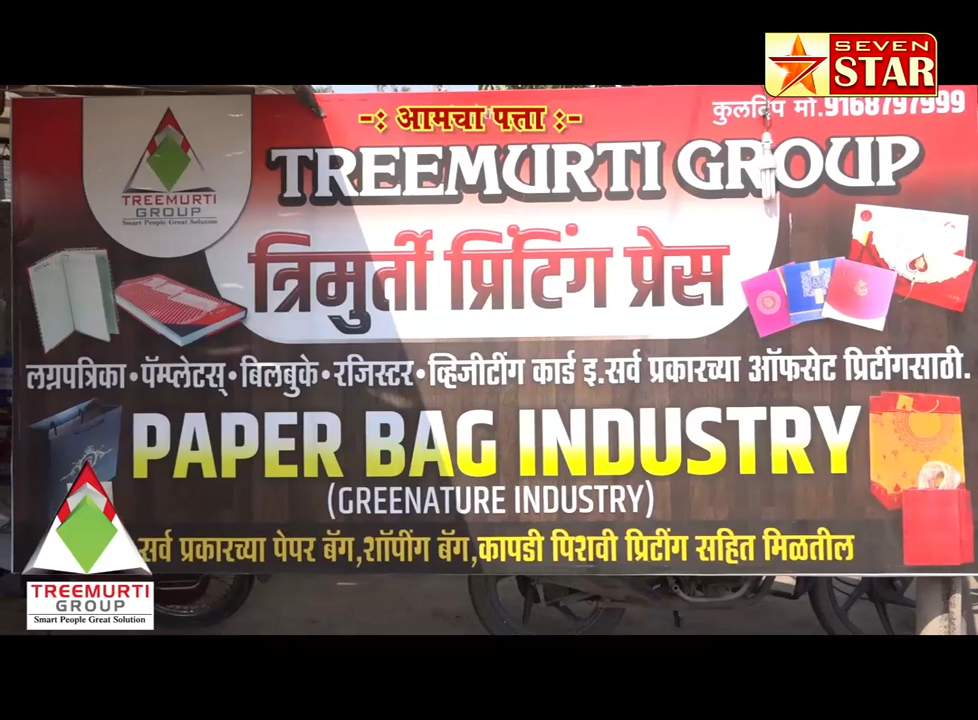 SEVEN
STAR
कुलदिप मो.9168797999
-: आमचा पत्ता :-
TREEMURTI GROUP
TREEMURTI
GROUP
Smart People Great Solution
त्रिमुर्ती प्रिंटिंग प्रेस
लग्नपत्रिका • पॅम्प्लेटस् • बिलबुके • रजिस्टर • व्हिजीटींग कार्ड इ. सर्व प्रकारच्या ऑफसेट प्रिटींगसाठी.
PAPER BAG INDUSTRY
(GREENATURE INDUSTRY)
सर्व प्रकारच्या पेपर बॅग,शॉपींग बॅग,कापडी पिशवी प्रिटींग सहित मिळतील
TREEMURTI
GROUP
Smart People Great Solution